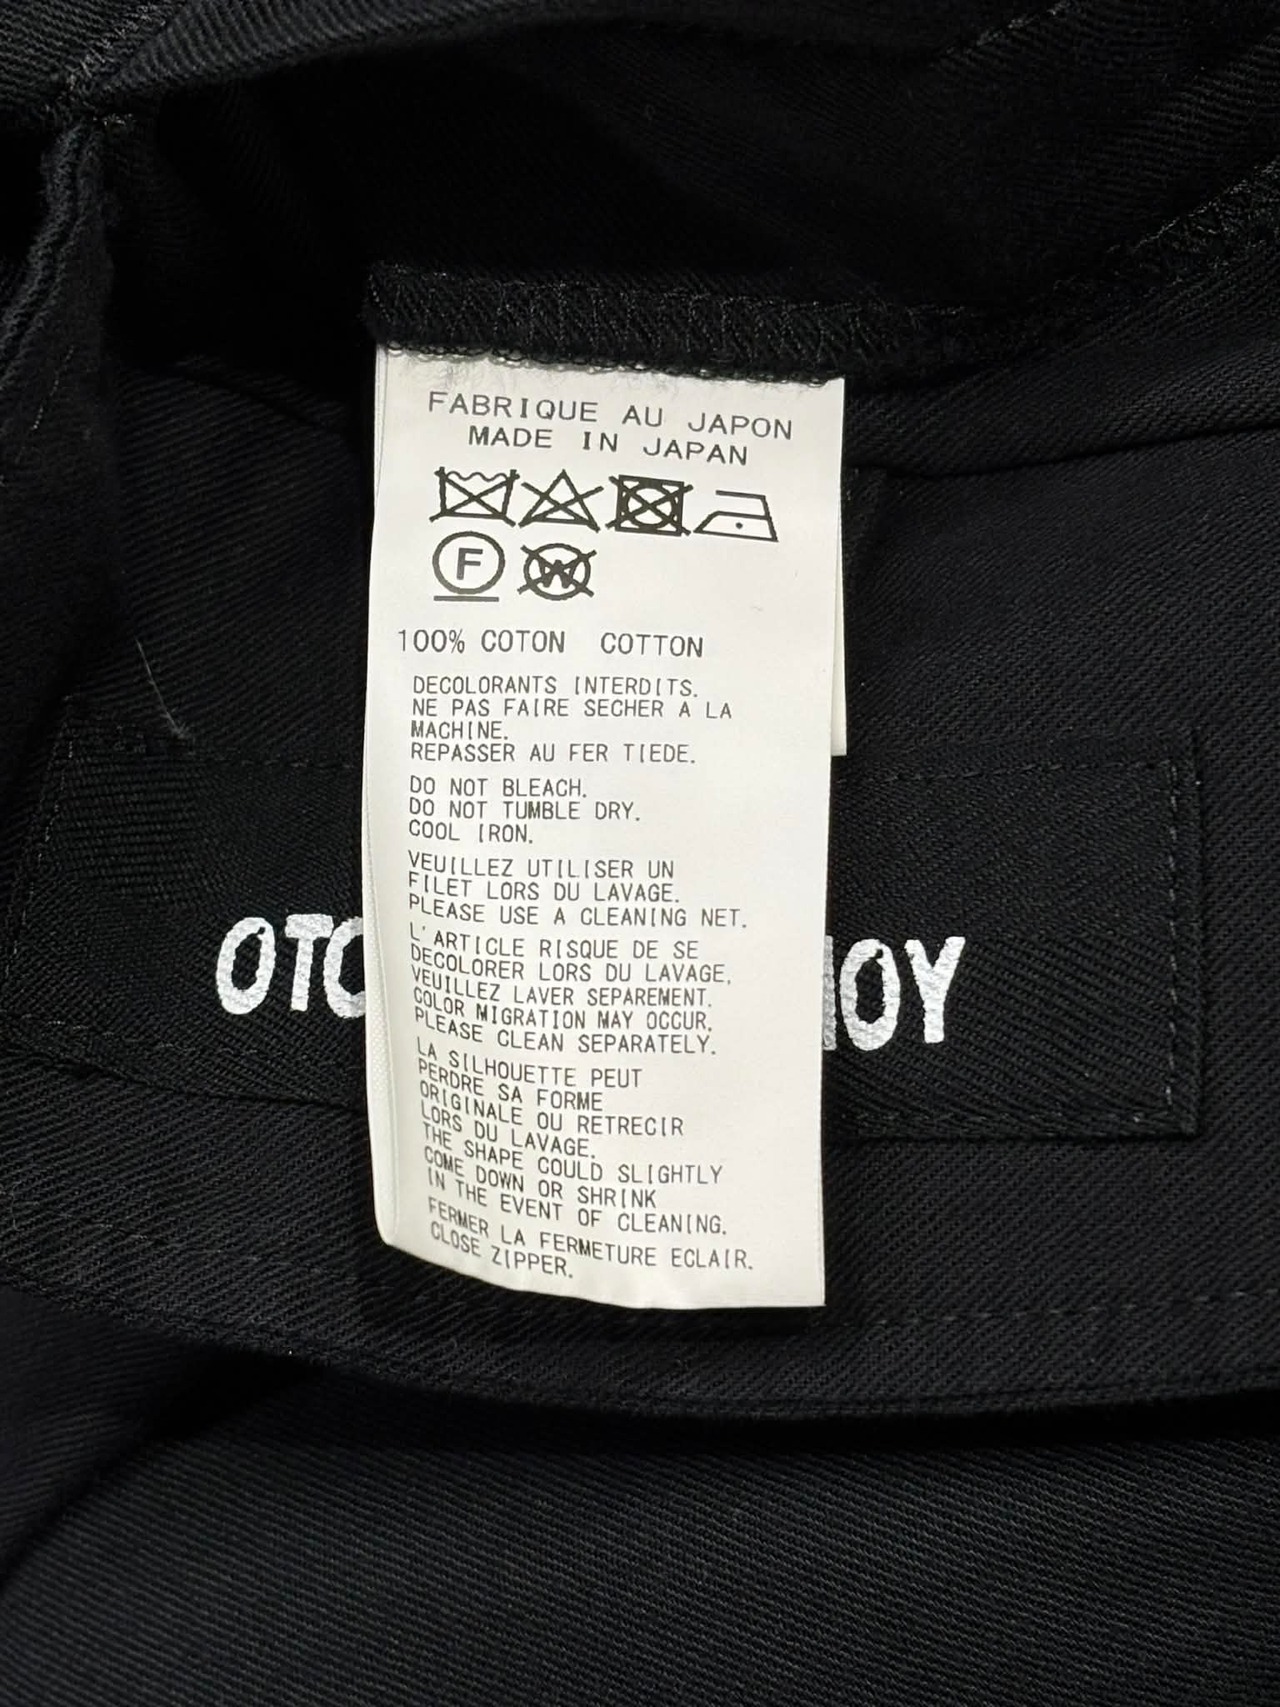 FABRIQUE AU JAPON
MADE IN JAPAN
F W
100% COTON COTTON
DECOLORANTS INTERDITS.
NE PAS FAIRE SECHER A LA
MACHINE.
REPASSER AU FER TIEDE.
DO NOT BLEACH.
DO NOT TUMBLE DRY.
COOL IRON.
VEUILLEZ UTILISER UN
FILET LORS DU LAVAGE.
PLEASE USE A CLEANING NET.
L'ARTICLE RISQUE DE SE
DECOLORER LORS DU LAVAGE,
VEUILLEZ LAVER SEPAREMENT.
COLOR MIGRATION MAY OCCUR,
PLEASE CLEAN SEPARATELY.
LA SILHOUETTE PEUT
PERDRE SA FORME
ORIGINALE OU RETRECIR
LORS DU LAVAGE.
THE SHAPE COULD SLIGHTLY
COME DOWN OR SHRINK
IN THE EVENT OF CLEANING.
FERMER LA FERMETURE ECLAIR.
CLOSE ZIPPER.